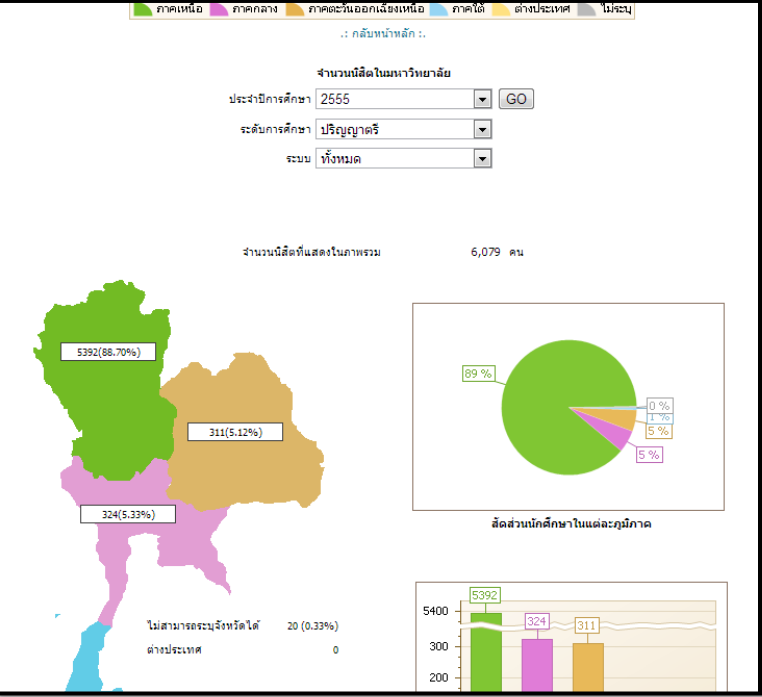 ภาคเหนือ ภาคกลาง ภาคตะวันออกเฉียงเหนือ ภาคใต้ ต่างประเทศ ไม่ระบุ
.: กลับหน้าหลัก :.
จำนวนนิสิตในมหาวิทยาลัย
ประจำปีการศึกษา 2555 GO
ระดับการศึกษา ปริญญาตรี
ระบบ ทั้งหมด
จำนวนนิสิตที่แสดงในภาพรวม 6,079 คน
5392(88.70%)
311(5.12%)
324(5.33%)
89 %
0 %
1 %
5 %
5 %
สัดส่วนนักศึกษาในแต่ละภูมิภาค
ไม่สามารถระบุจังหวัดได้ 20 (0.33%)
ต่างประเทศ 0
5392
324
311
5400
300
200